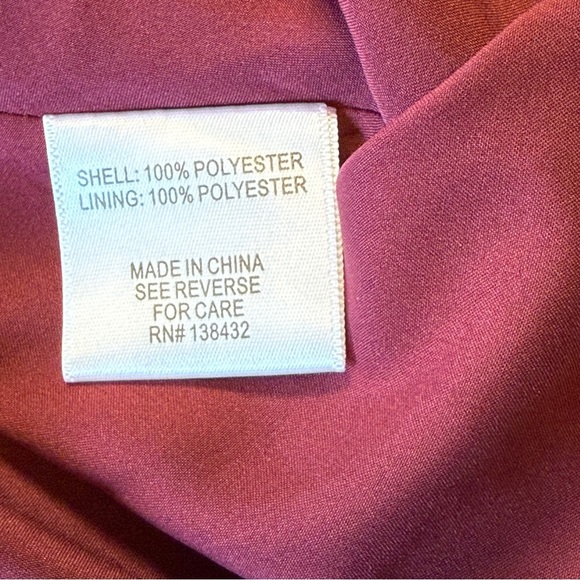 SHELL: 100% POLYESTER
LINING: 100% POLYESTER
MADE IN CHINA
SEE REVERSE
FOR CARE
RN# 138432